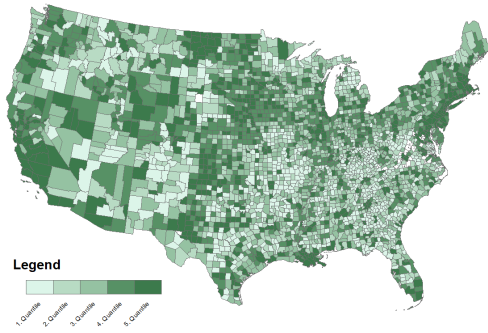 Legend
1. Quantile
2. Quantile
3. Quantile
4. Quantile
5. Quantile